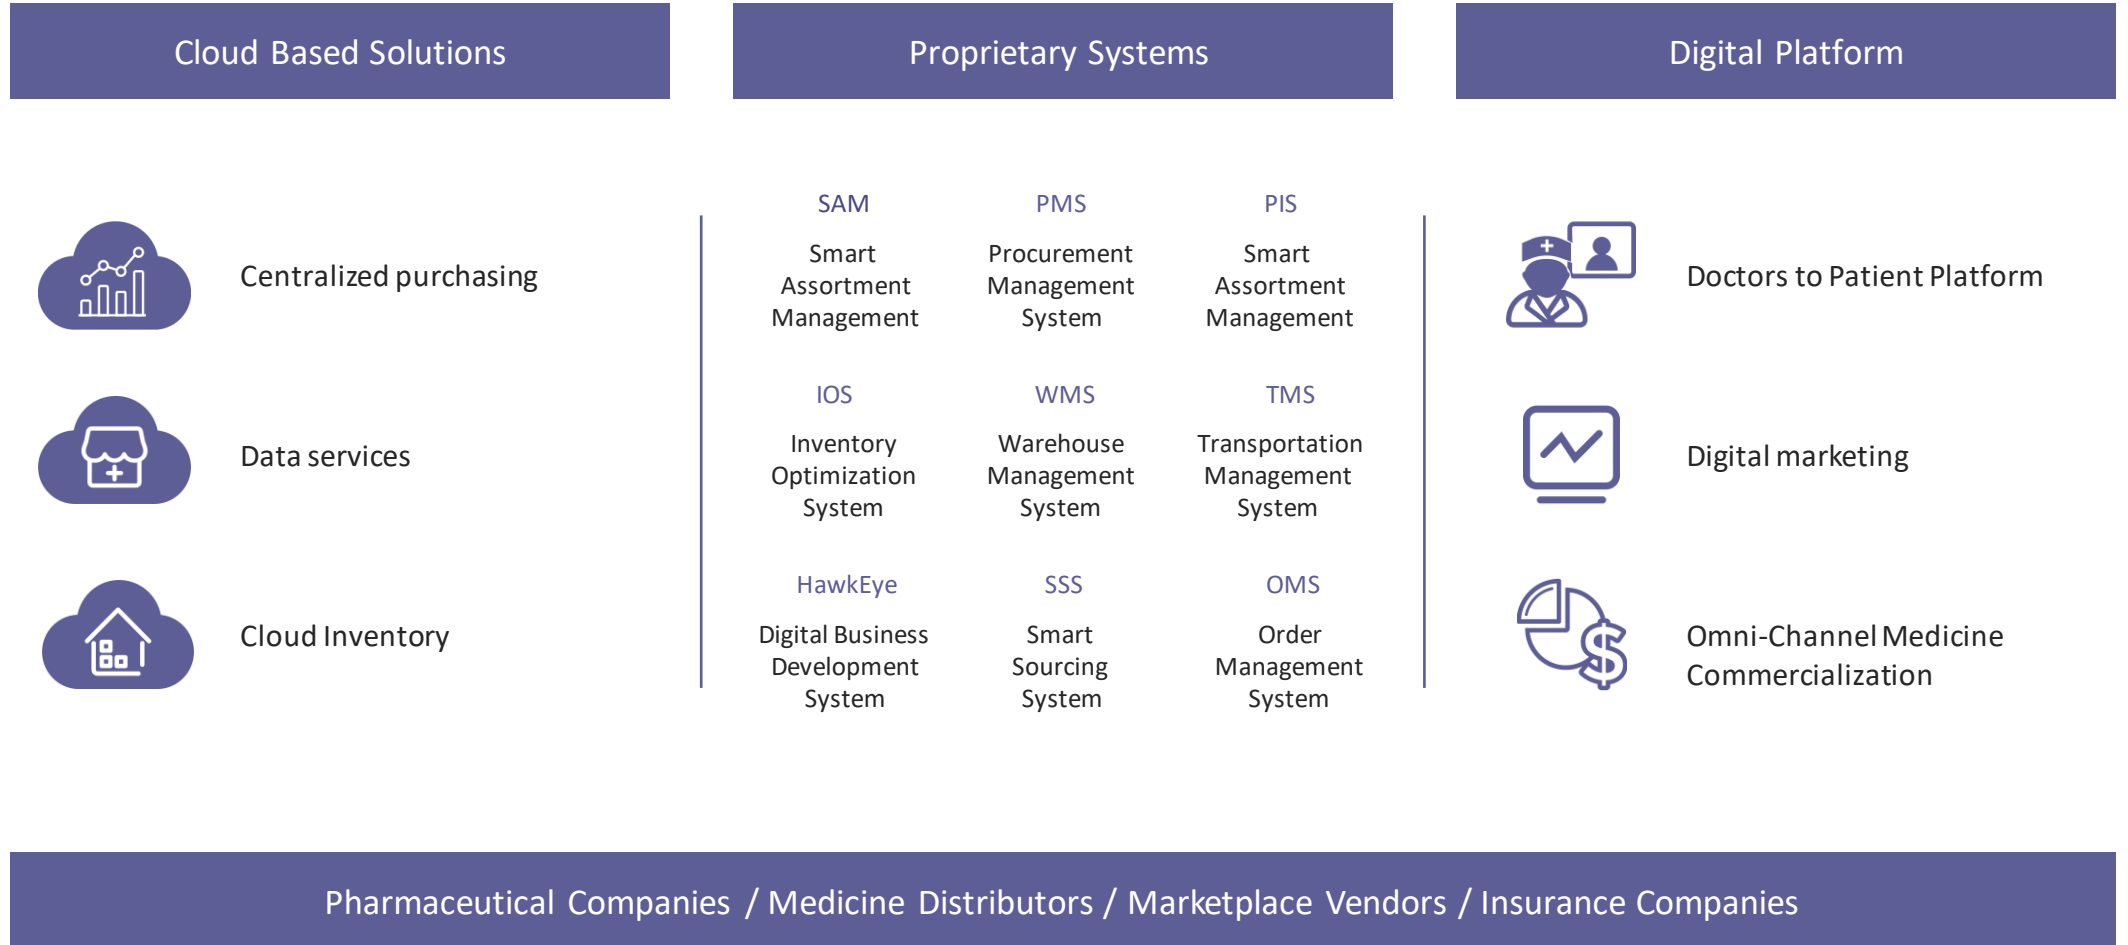 Cloud Based Solutions
Proprietary Systems
Digital Platform
Centralized purchasing
Data services
Cloud Inventory
SAM
Smart
Assortment
Management
PMS
Procurement
Management
System
PIS
Smart
Assortment
Management
IOS
Inventory
Optimization
System
WMS
Warehouse
Management
System
TMS
Transportation
Management
System
HawkEye
Digital Business
Development
System
SSS
Smart
Sourcing
System
OMS
Order
Management
System
Doctors to Patient Platform
Digital marketing
Omni-Channel Medicine
Commercialization
Pharmaceutical Companies / Medicine Distributors / Marketplace Vendors / Insurance Companies